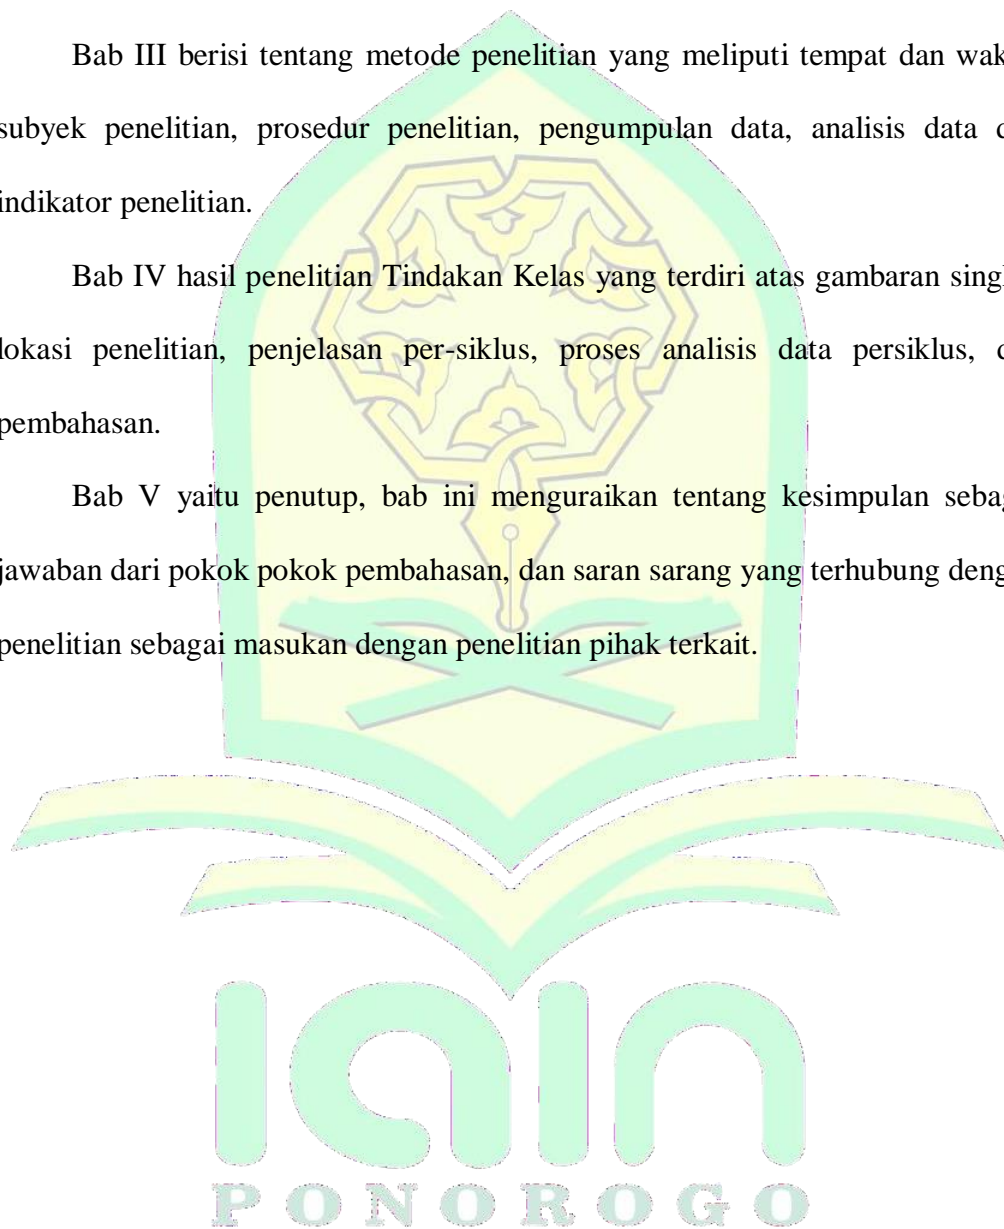 Bab III berisi tentang metode penelitian yang meliputi tempat dan wak
subyek penelitian, prosedur penelitian, pengumpulan data, analisis data d
indikator penelitian.
Bab IV hasil penelitian Tindakan Kelas yang terdiri atas gambaran singk
lokasi penelitian, penjelasan per-siklus, proses analisis data persiklus, d
pembahasan.
Bab V yaitu penutup, bab ini menguraikan tentang kesimpulan sebag
jawaban dari pokok pokok pembahasan, dan saran sarang yang terhubung deng
penelitian sebagai masukan dengan penelitian pihak terkait.
iain
PONOROGO